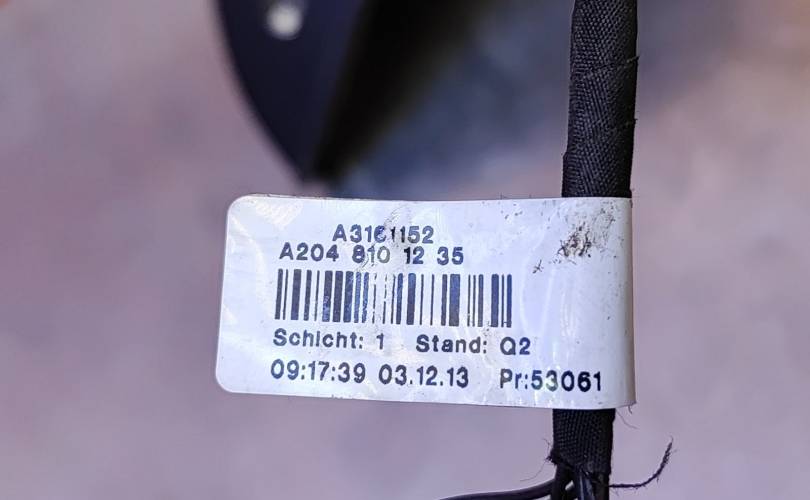 A3161152
A204 810 12 35
Schicht: 1 Stand: Q2
09:17:39 03.12.13 Pr:53061